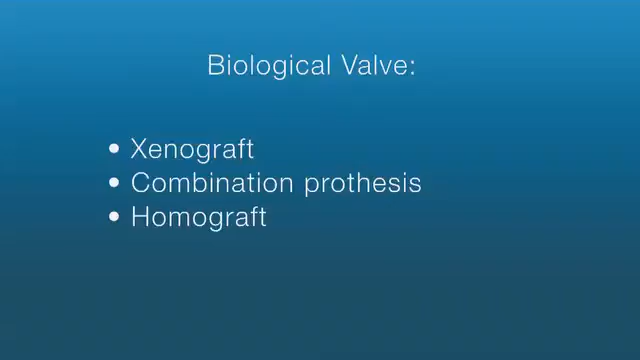 Biological Valve:
• Xenograft
• Combination prothesis
• Homograft